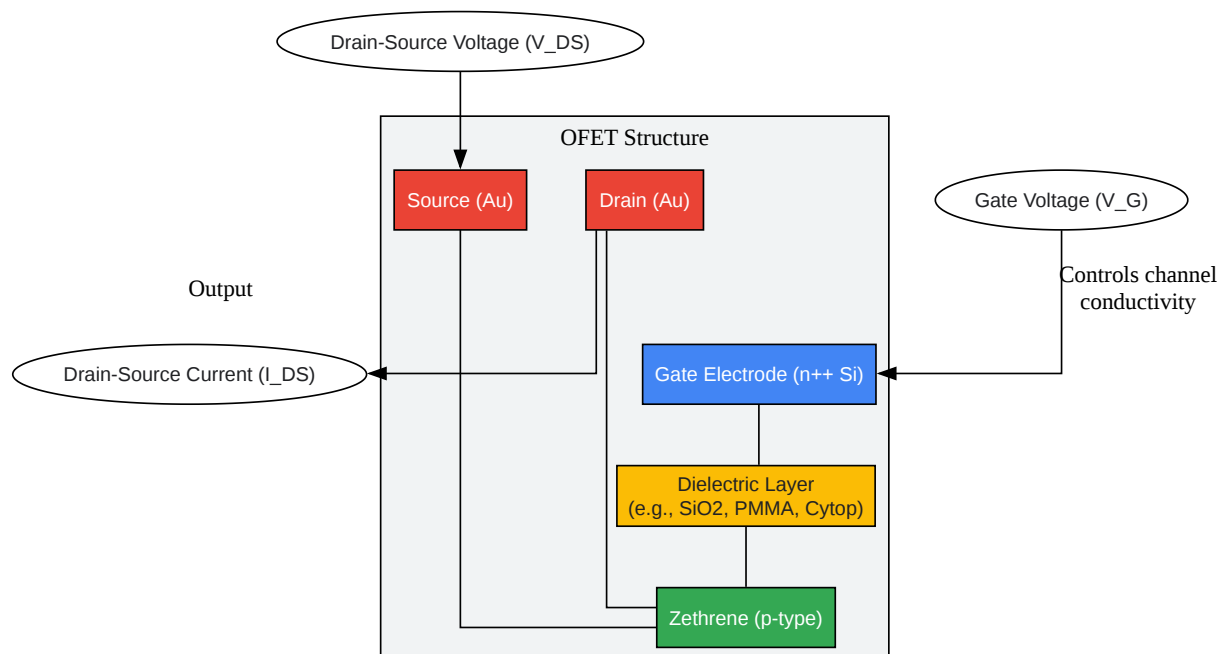 Drain-Source Voltage (V_DS)
OFET Structure
Source (Au)
Drain (Au)
Gate Voltage (V_G)
Output
Controls channel
conductivity
Drain-Source Current (I_DS)
Gate Electrode (n++ Si)
Dielectric Layer
(e.g., SiO2, PMMA, Cytop)
Zethrene (p-type)